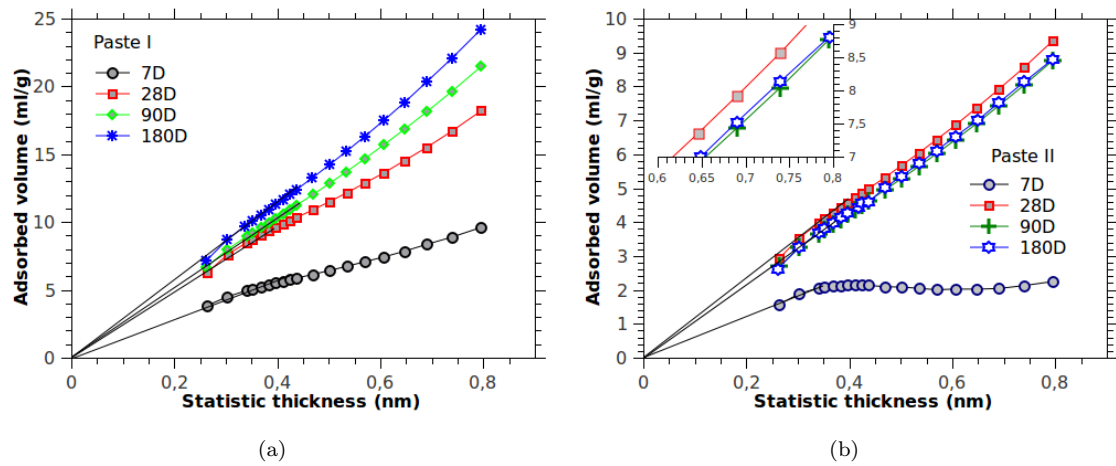 25
20
15
10
5
0
Adsorbed volume (ml/g)
Paste I
7D
28D
90D
180D
0
0,2
0,4
0,6
0,8
Statistic thickness (nm)
(a)
10
9
8
7
6
5
4
3
2
1
0
Adsorbed volume (ml/g)
9
8,5
8
7,5
7
0,6
0,65
0,7
0,75
0,8
Paste II
7D
28D
90D
180D
0
0,2
0,4
0,6
0,8
Statistic thickness (nm)
(b)